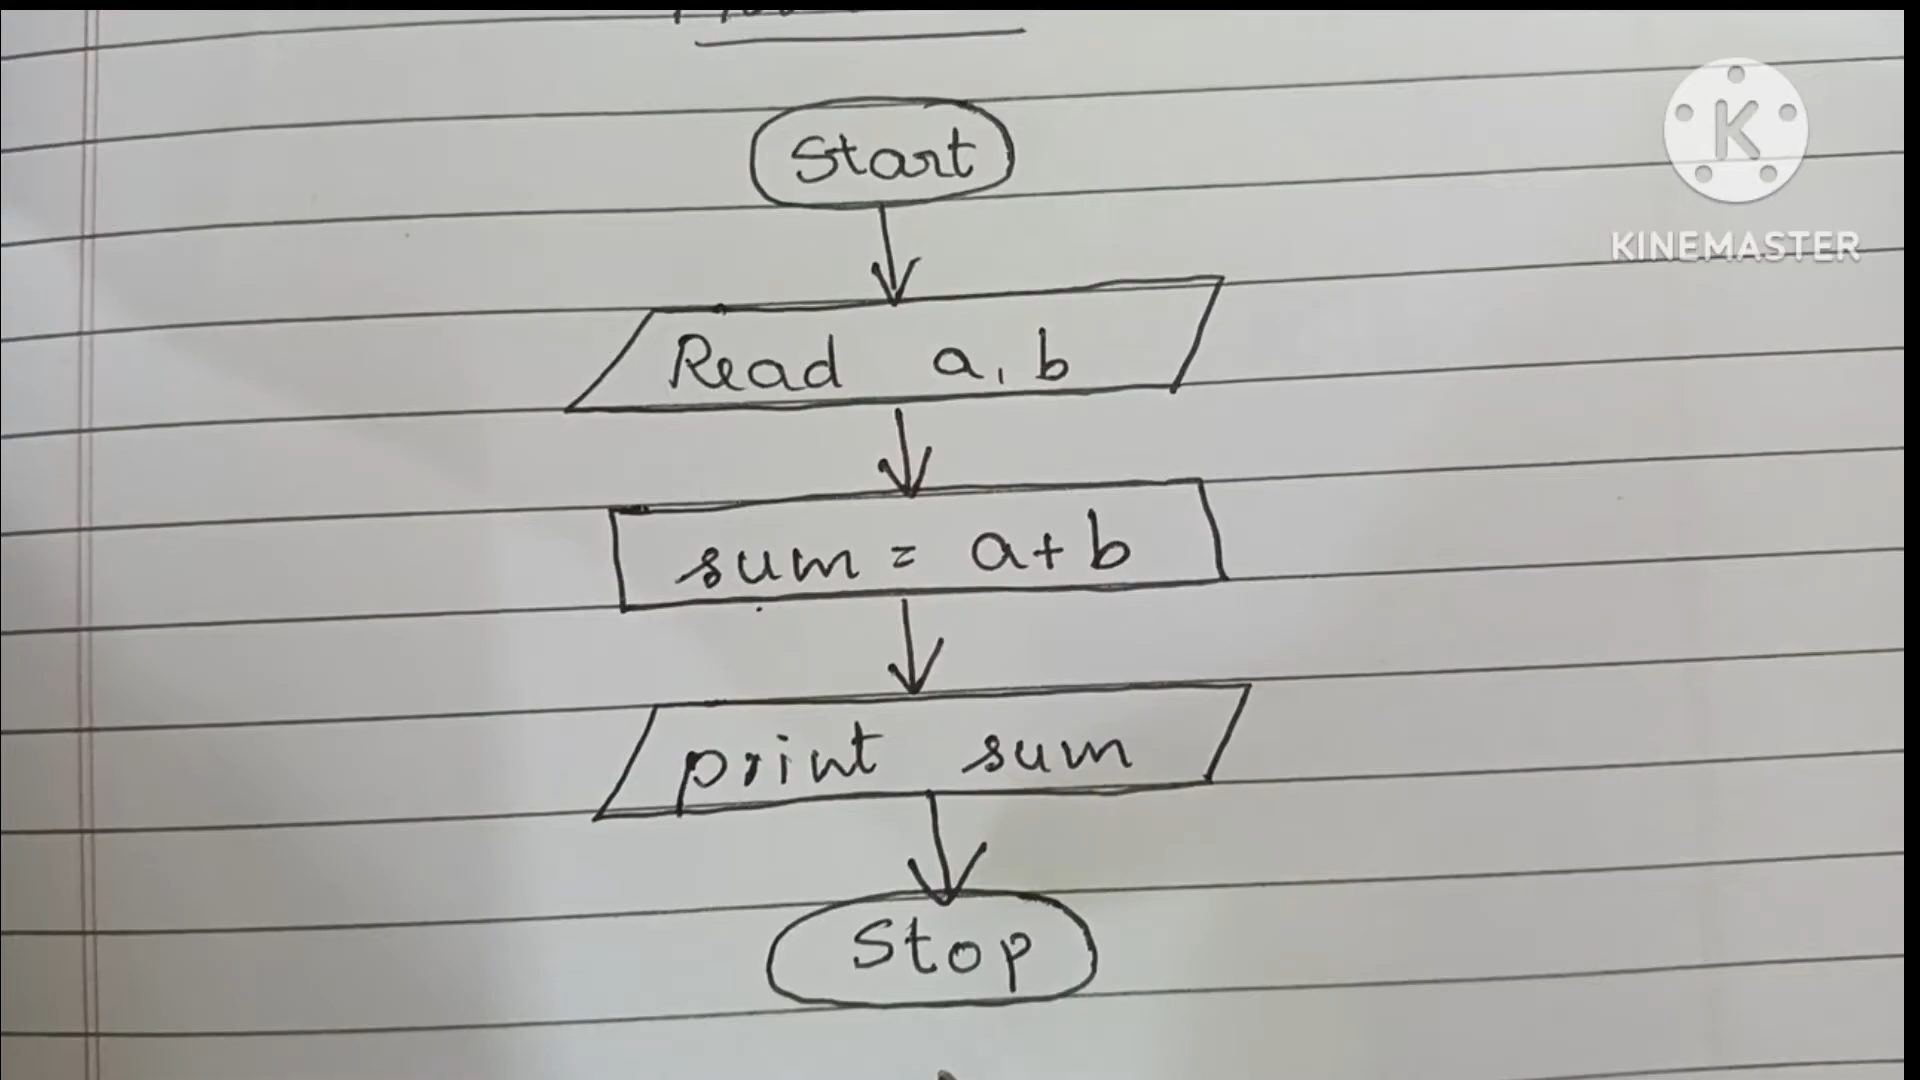 Start
K
KINEMASTER
Read a, b
sum = a+b
print sum
Stop